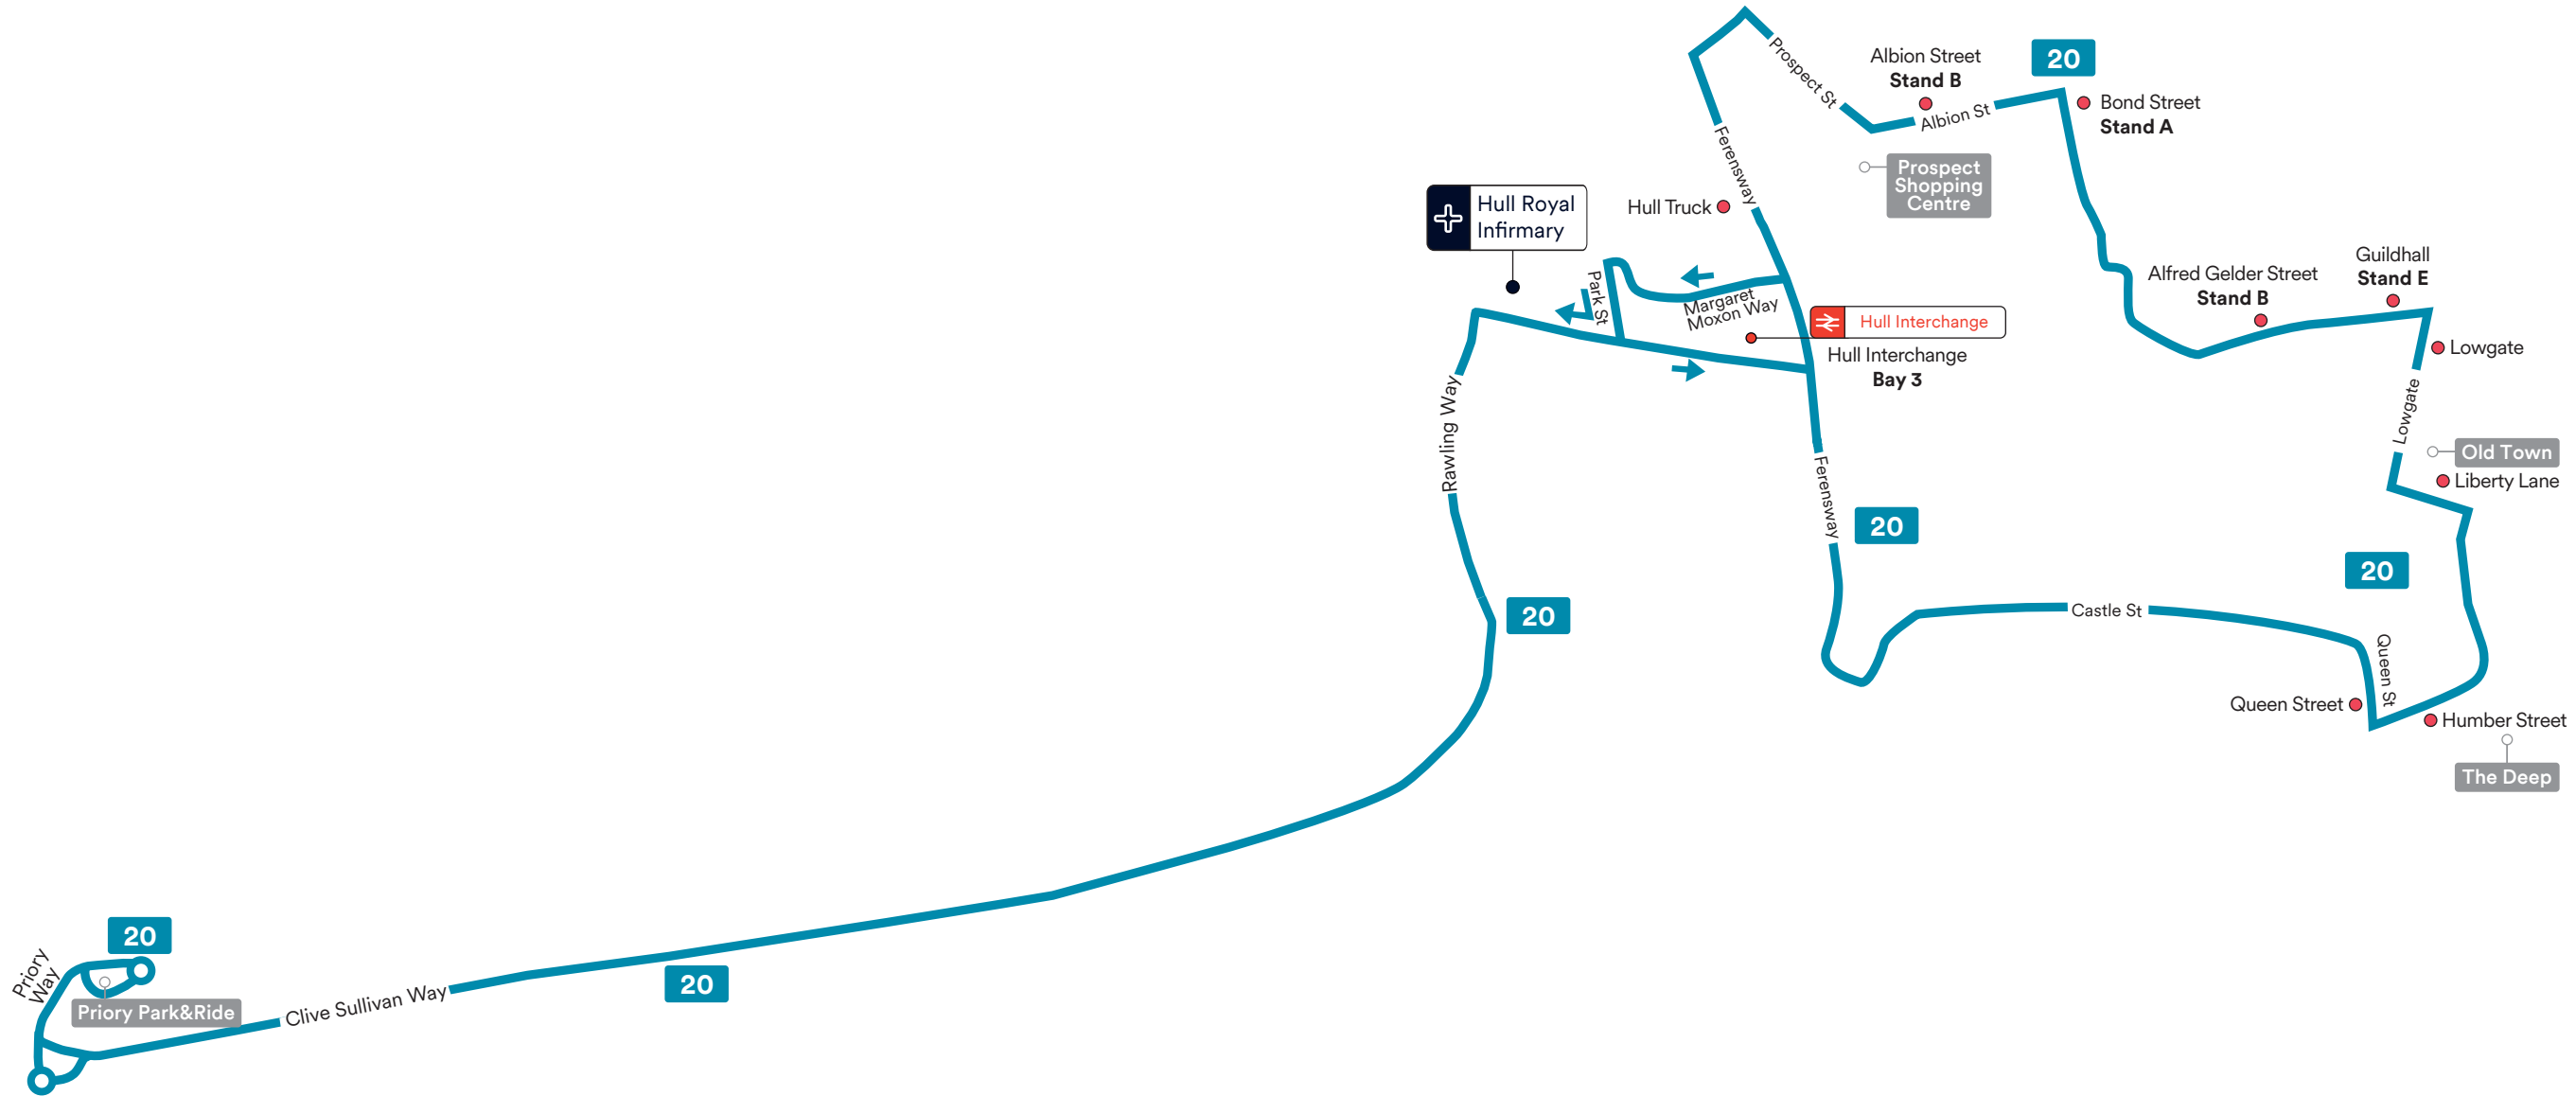 Prospect St
Albion Street
Stand B
Albion St
20
Bond Street
Stand A
Prospect
Shopping
Centre
Ferensway
Hull Truck
Hull Royal
Infirmary
Park St
Margaret
Moxon Way
Hull Interchange
Hull Interchange
Bay 3
Alfred Gelder Street
Stand B
Guildhall
Stand E
Lowgate
Lowgate
Old Town
Liberty Lane
Rawling Way
Ferensway
20
20
20
Castle St
Queen St
Queen Street
Humber Street
The Deep
Priory
Way
20
Priory Park&Ride
Clive Sullivan Way
20